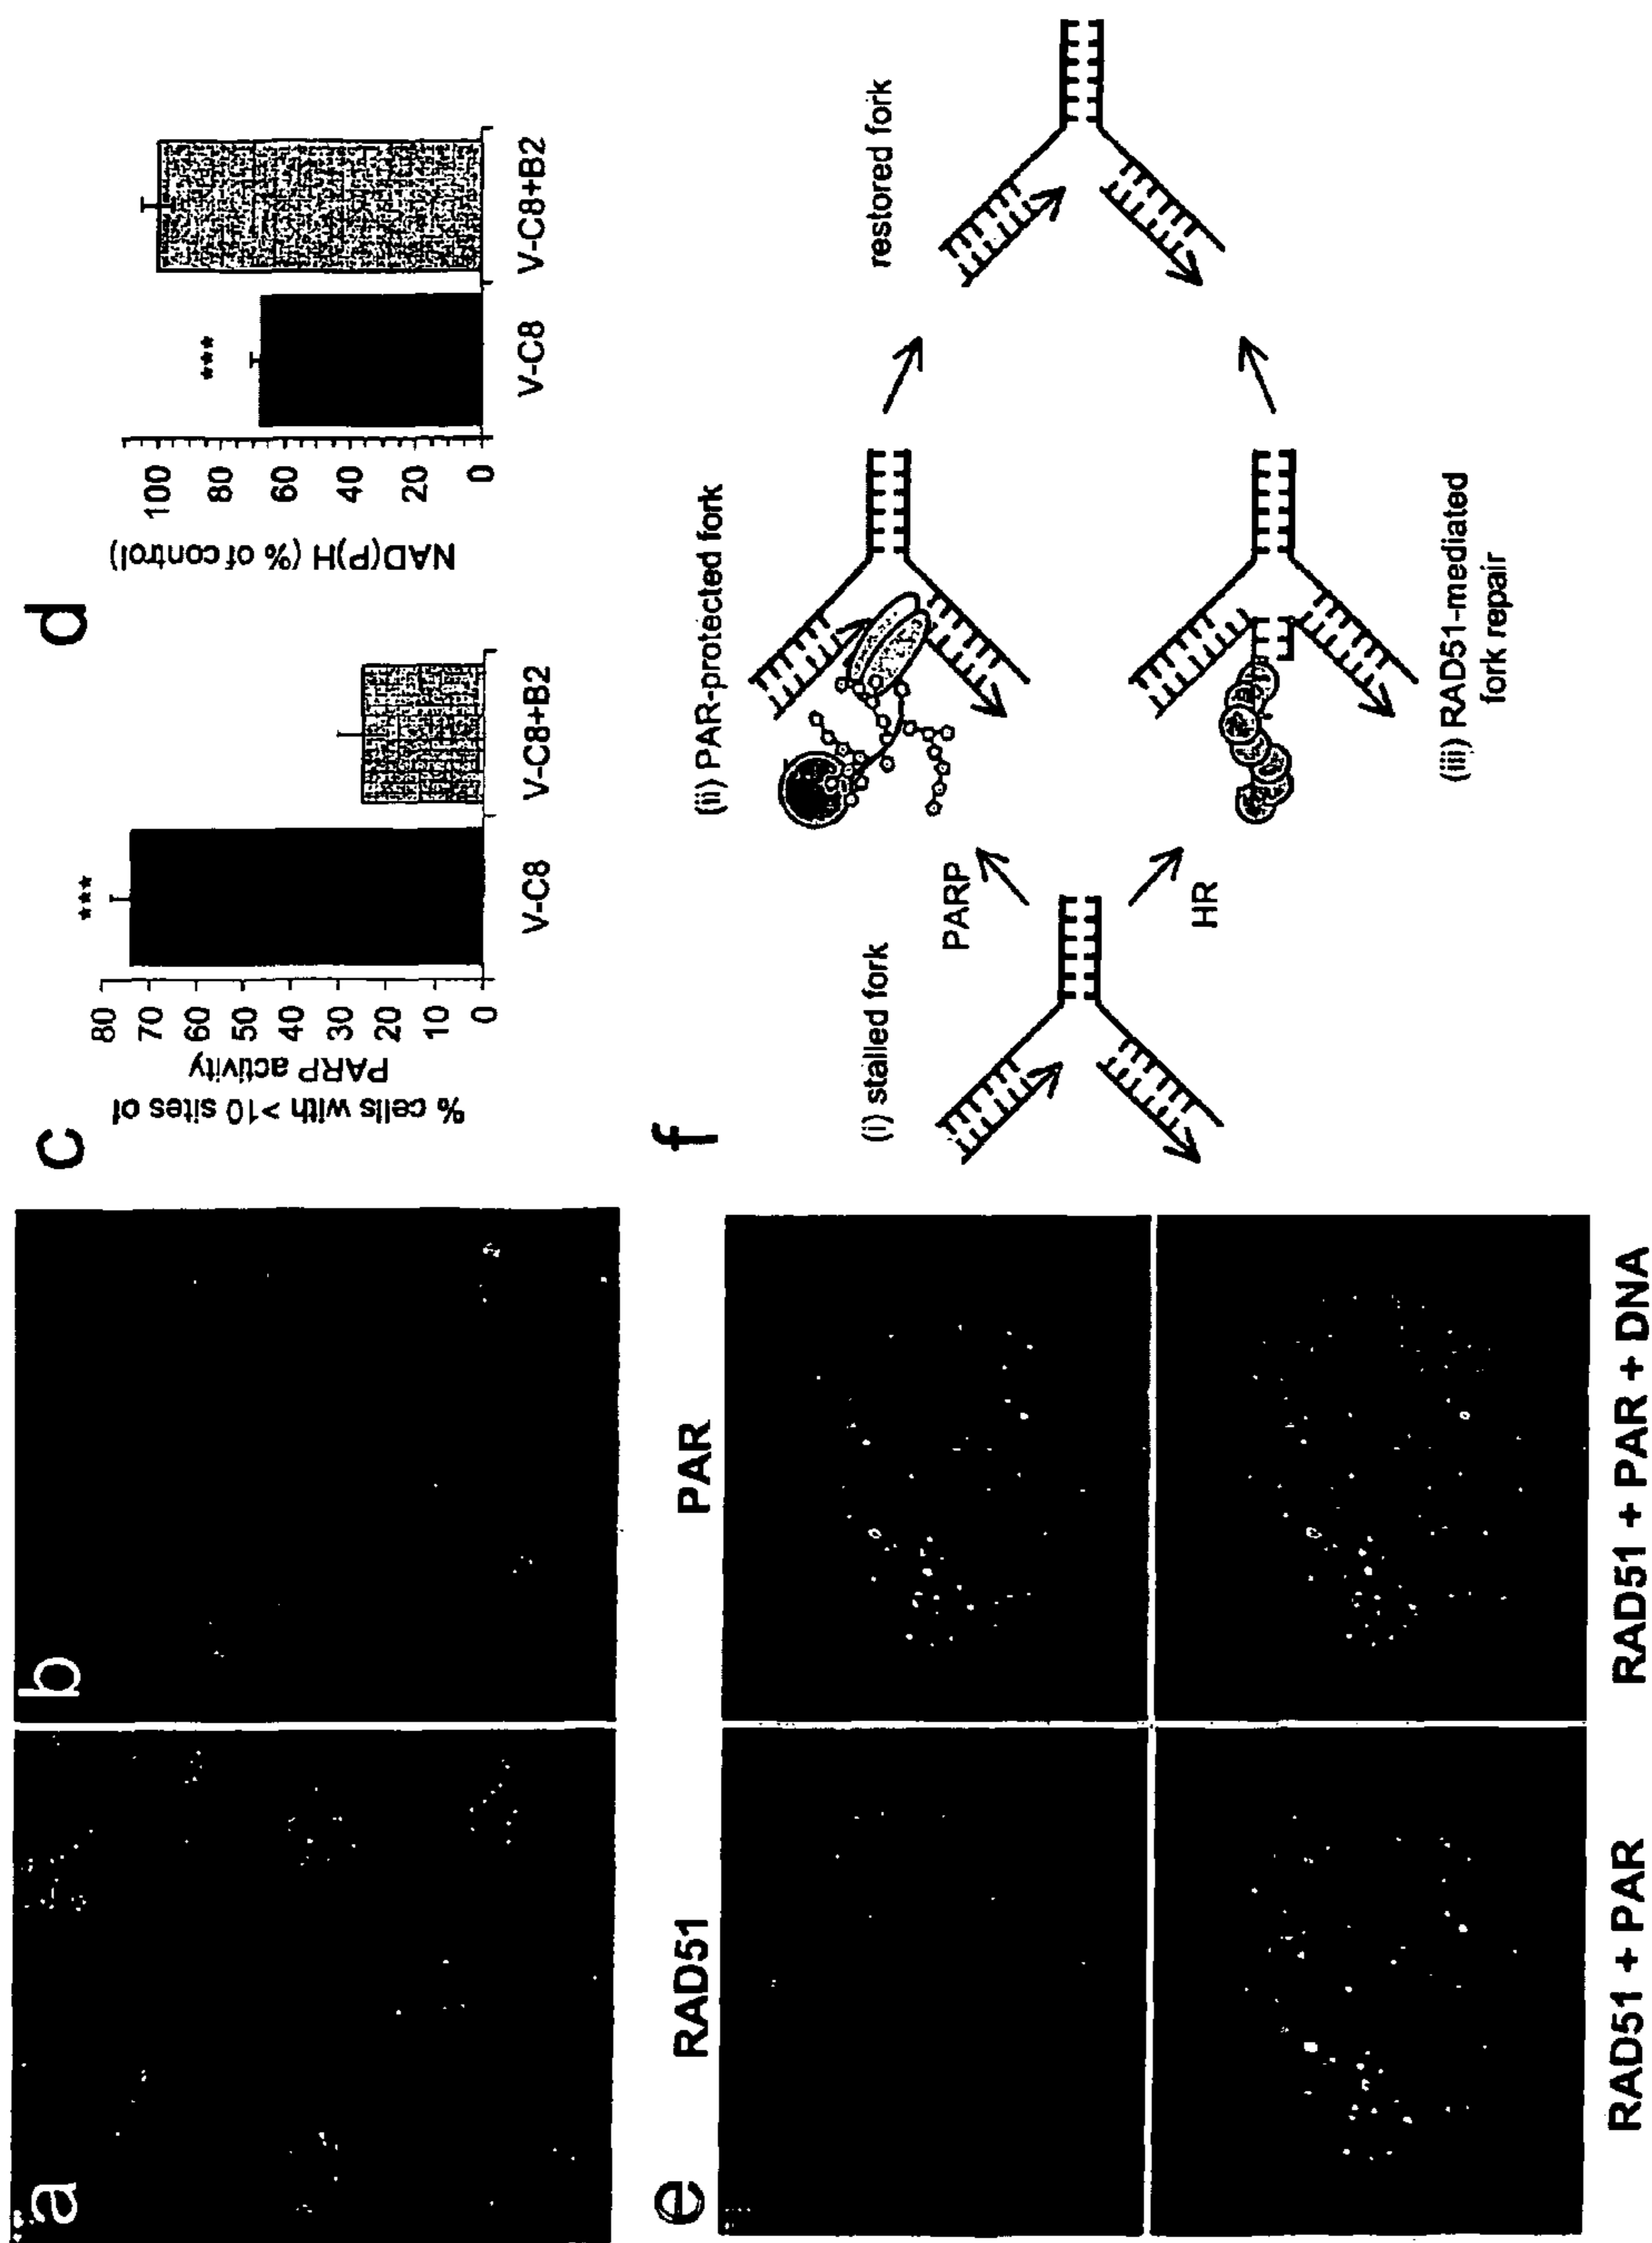 a
b
c
% cells with >10 sites of
PARP activity
80
70
60
50
40
30
20
10
0
***
V-C8
V-C8+B2
d
NAD(P)H (% of control)
100
80
60
40
20
0
***
V-C8
V-C8+B2
e
RAD51
PAR
RAD51 + PAR
RAD51 + PAR + DNA
f
(i) stalled fork
PARP
HR
(ii) PAR-protected fork
(iii) RAD51-mediated
fork repair
restored fork